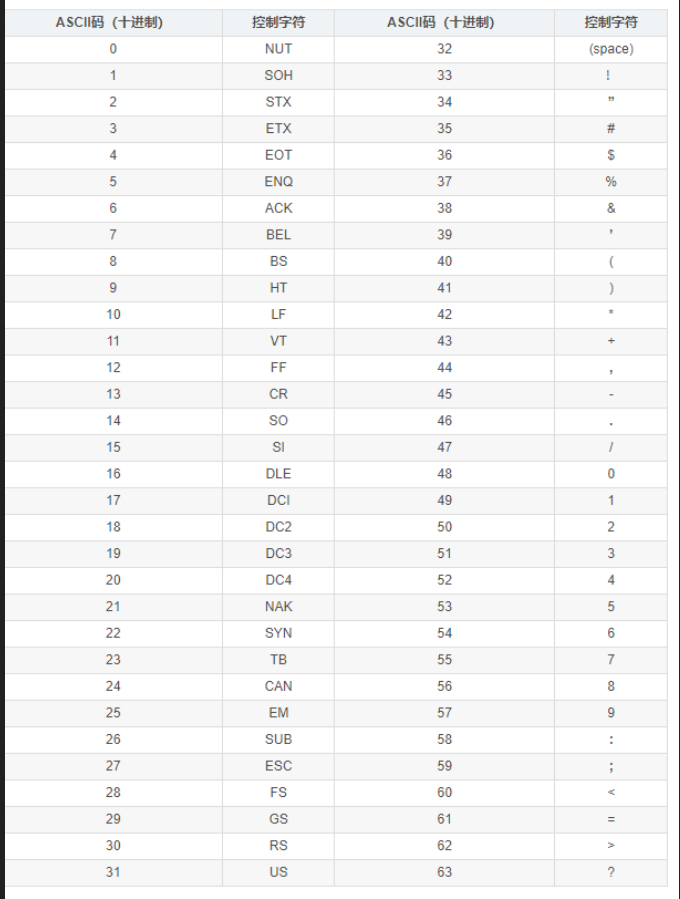 ASCII码（十进制） 控制字符 ASCII码（十进制） 控制字符
0 NUT 32 (space)
1 SOH 33 !
2 STX 34 ”
3 ETX 35 #
4 EOT 36 $
5 ENQ 37 %
6 ACK 38 &
7 BEL 39 ’
8 BS 40 (
9 HT 41 )
10 LF 42 *
11 VT 43 +
12 FF 44 ,
13 CR 45 -
14 SO 46 .
15 SI 47 /
16 DLE 48 0
17 DCI 49 1
18 DC2 50 2
19 DC3 51 3
20 DC4 52 4
21 NAK 53 5
22 SYN 54 6
23 TB 55 7
24 CAN 56 8
25 EM 57 9
26 SUB 58 :
27 ESC 59 ;
28 FS 60 <
29 GS 61 =
30 RS 62 >
31 US 63 ?